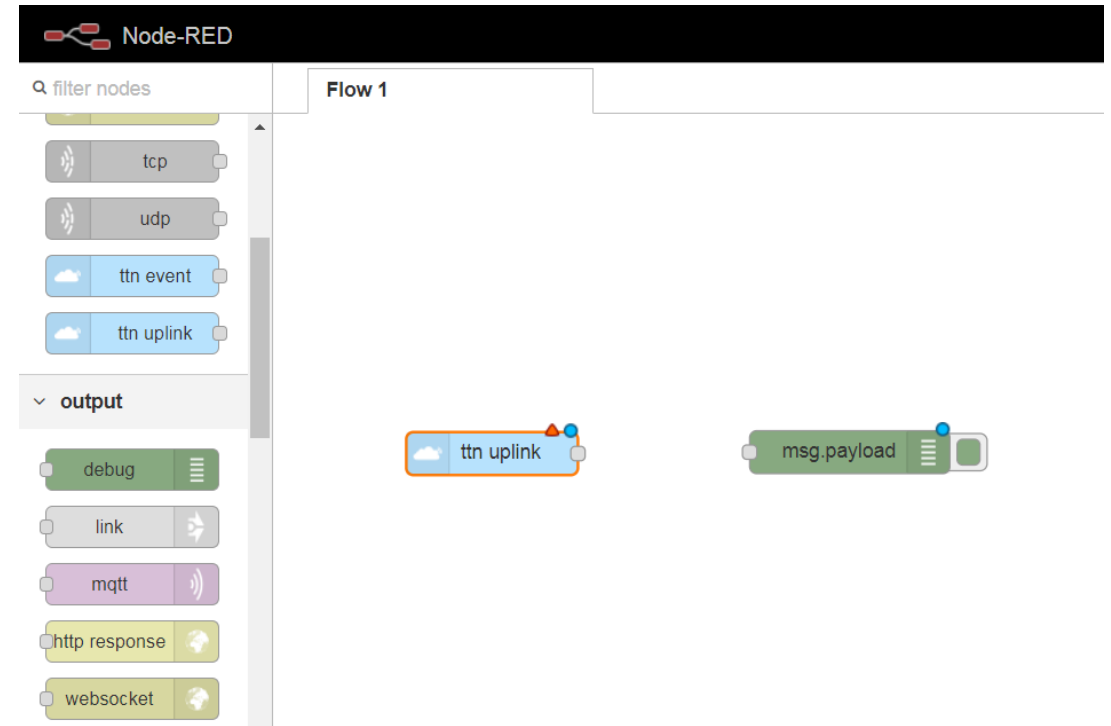 Node-RED
filter nodes
Flow 1
tcp
udp
ttn event
ttn uplink
output
debug
link
mqtt
http response
websocket
ttn uplink
msg.payload